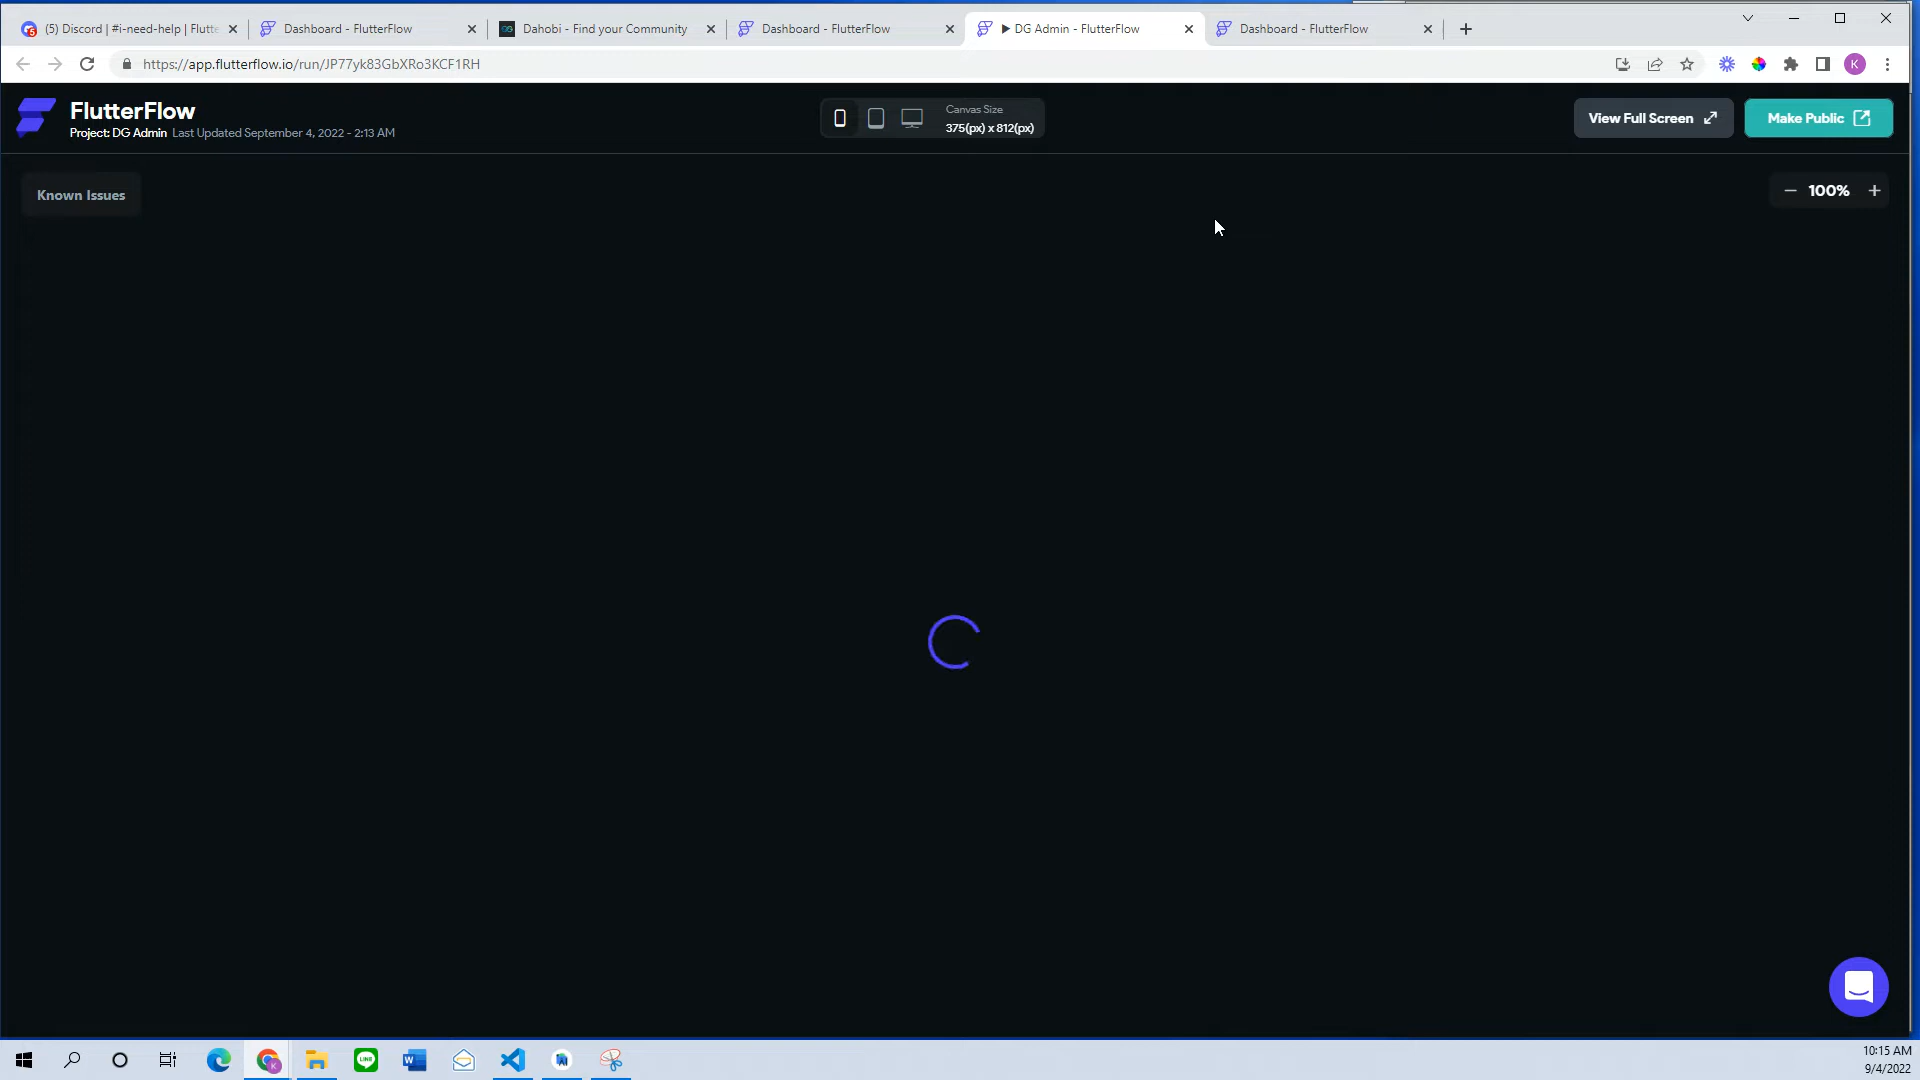 (5) Discord | #i-need-help | Flutte
Dashboard - FlutterFlow
Dahobi - Find your Community
Dashboard - FlutterFlow
▶ DG Admin - FlutterFlow
Dashboard - FlutterFlow
https://app.flutterflow.io/run/JP77yk83GbXRo3KCF1RH
K
FlutterFlow
Project: DG Admin Last Updated September 4, 2022 - 2:13 AM
Canvas Size
375(px) x 812(px)
View Full Screen
Make Public
Known Issues
100%
10:15 AM
9/4/2022